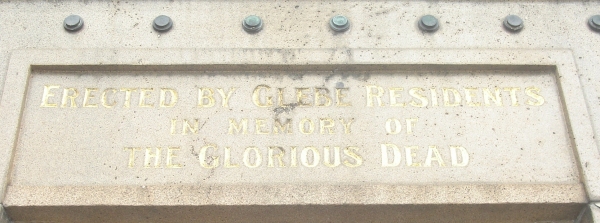 ERECTED BY GLEBE RESIDENTS
IN MEMORY OF
THE GLORIOUS DEAD